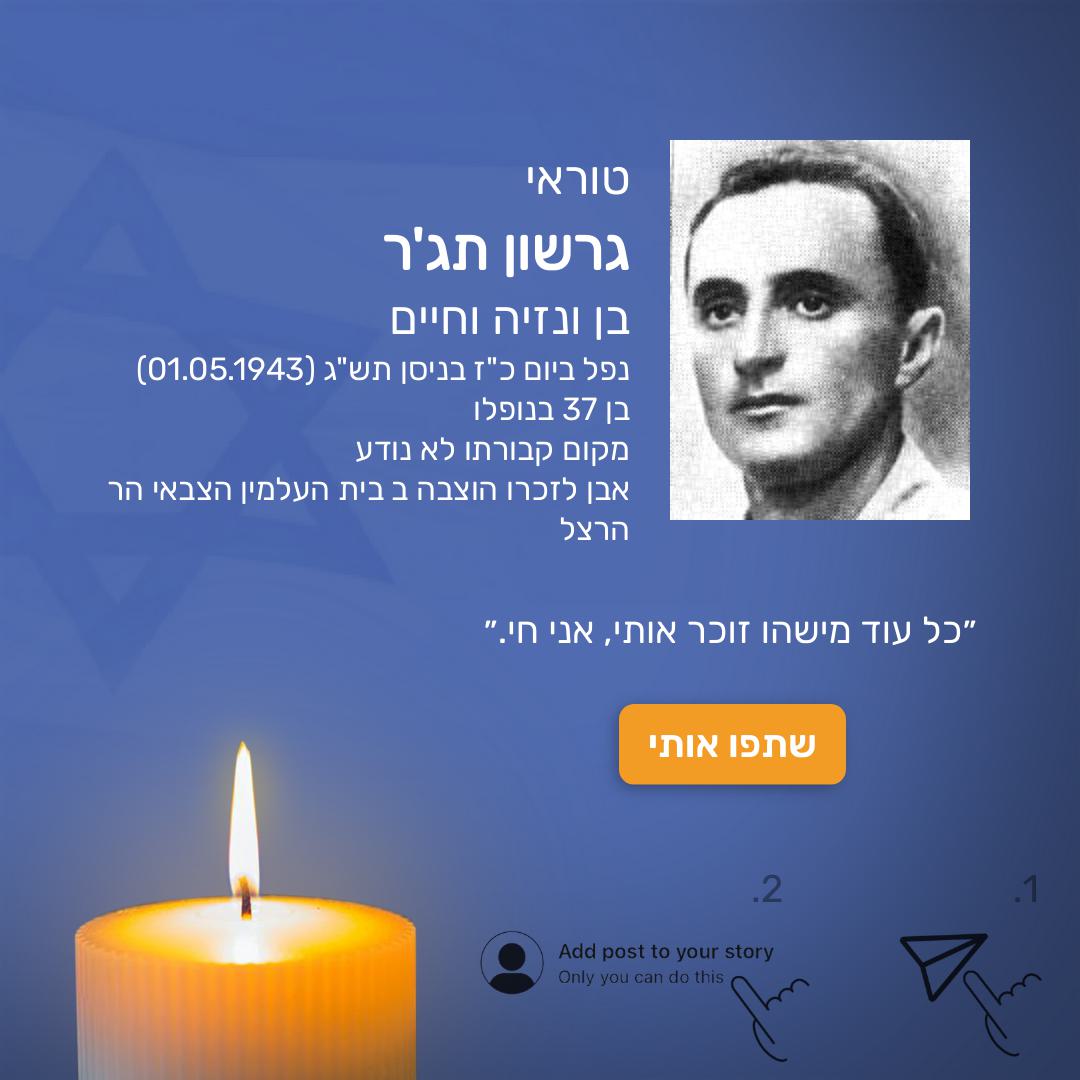 טוראי
גרשון תג'ר
בן ונזיה וחיים
נפל ביום כ"ז בניסן תש"ג (01.05.1943)
בן 37 בנופלו
מקום קבורתו לא נודע
אבן לזכרו הוצבה ב בית העלמין הצבאי הר
הרצל
״כל עוד מישהו זוכר אותי, אני חי.״
שתפו אותי
1.
2.
Add post to your story
Only you can do this